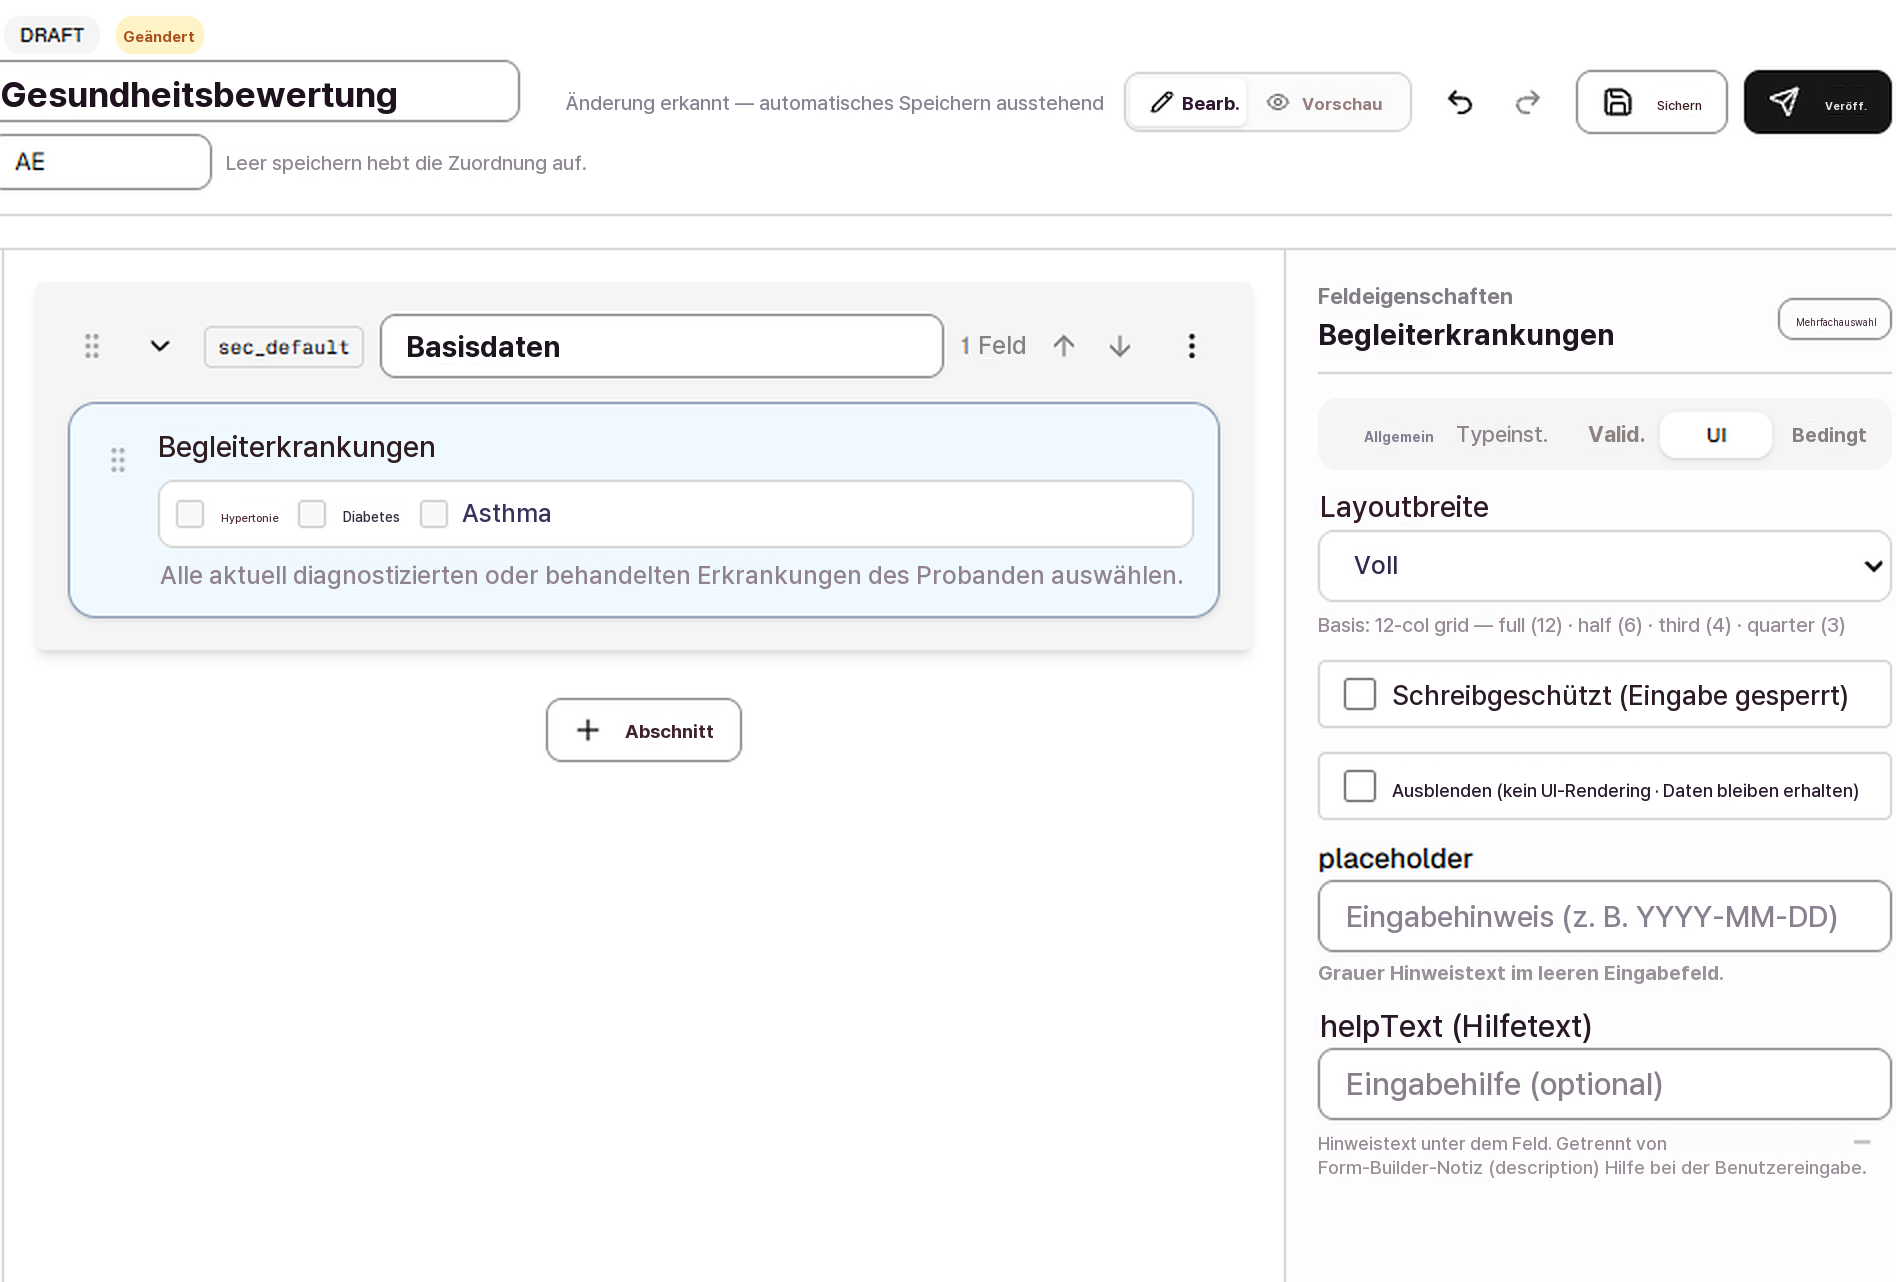 DRAFT Geändert
Gesundheitsbewertung
Änderung erkannt — automatisches Speichern ausstehend
Bearb. Vorschau
Sichern
Veröff.
AE
Leer speichern hebt die Zuordnung auf.
sec_default
Basisdaten
1 Feld
Begleiterkrankungen
Hypertonie Diabetes Asthma
Alle aktuell diagnostizierten oder behandelten Erkrankungen des Probanden auswählen.
Abschnitt
Feldeigenschaften
Begleiterkrankungen
Mehrfachauswahl
Allgemein Typeinst. Valid. UI Bedingt
Layoutbreite
Voll
Basis: 12-col grid — full (12) · half (6) · third (4) · quarter (3)
Schreibgeschützt (Eingabe gesperrt)
Ausblenden (kein UI-Rendering · Daten bleiben erhalten)
placeholder
Eingabehinweis (z. B. YYYY-MM-DD)
Grauer Hinweistext im leeren Eingabefeld.
helpText (Hilfetext)
Eingabehilfe (optional)
Hinweistext unter dem Feld. Getrennt von
Form-Builder-Notiz (description) Hilfe bei der Benutzereingabe.